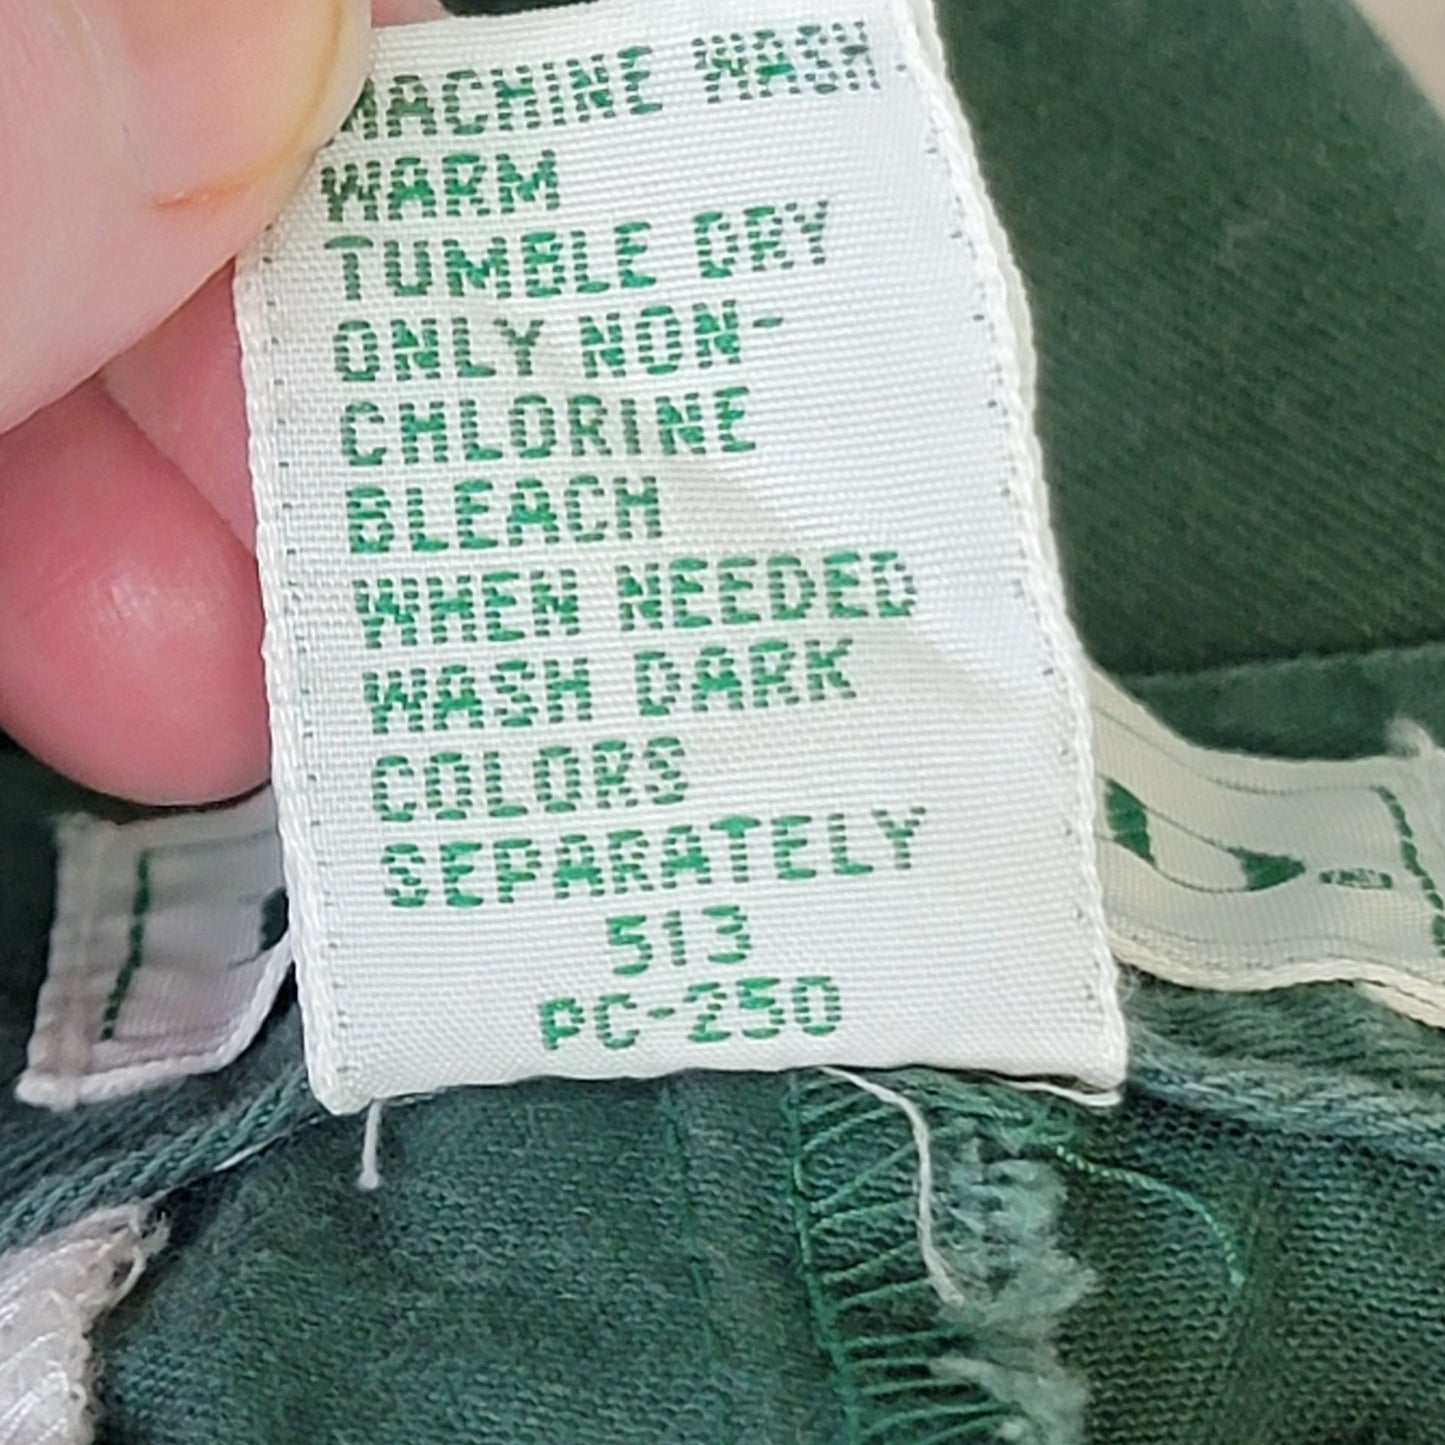 MACHINE WASH
WARM
TUMBLE DRY
ONLY NON-
CHLORINE
BLEACH
WHEN NEEDED
WASH DARK
COLORS
SEPARATELY
513
PC-250